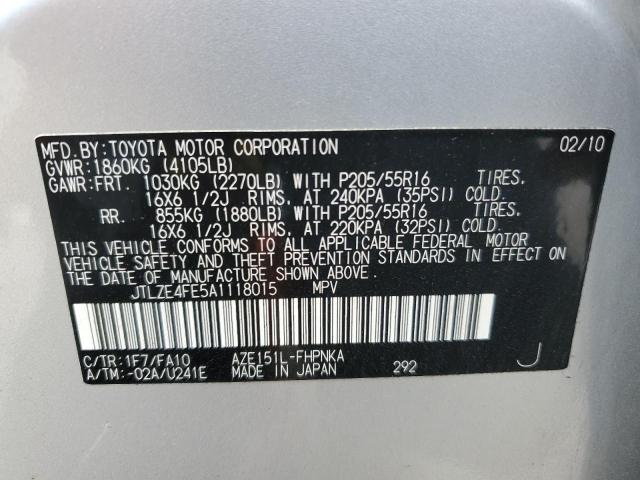 MFD.BY:TOYOTA MOTOR CORPORATION 02/10
GVWR:1860KG (4105LB)
GAWR:FRT. 1030KG (2270LB) WITH P205/55R16 TIRES,
16X6 1/2J RIMS, AT 240KPA (35PSI) COLD.
RR. 855KG (1880LB) WITH P205/55R16 TIRES,
16X6 1/2J RIMS, AT 220KPA (32PSI) COLD.
THIS VEHICLE CONFORMS TO ALL APPLICABLE FEDERAL MOTOR
VEHICLE SAFETY AND THEFT PREVENTION STANDARDS IN EFFECT ON
THE DATE OF MANUFACTURE SHOWN ABOVE.
JTLZE4FE5A1118015 MPV
C/TR:1F7/FA10 AZE151L-FHPNKA
A/TM:-02A/U241E MADE IN JAPAN 292 J